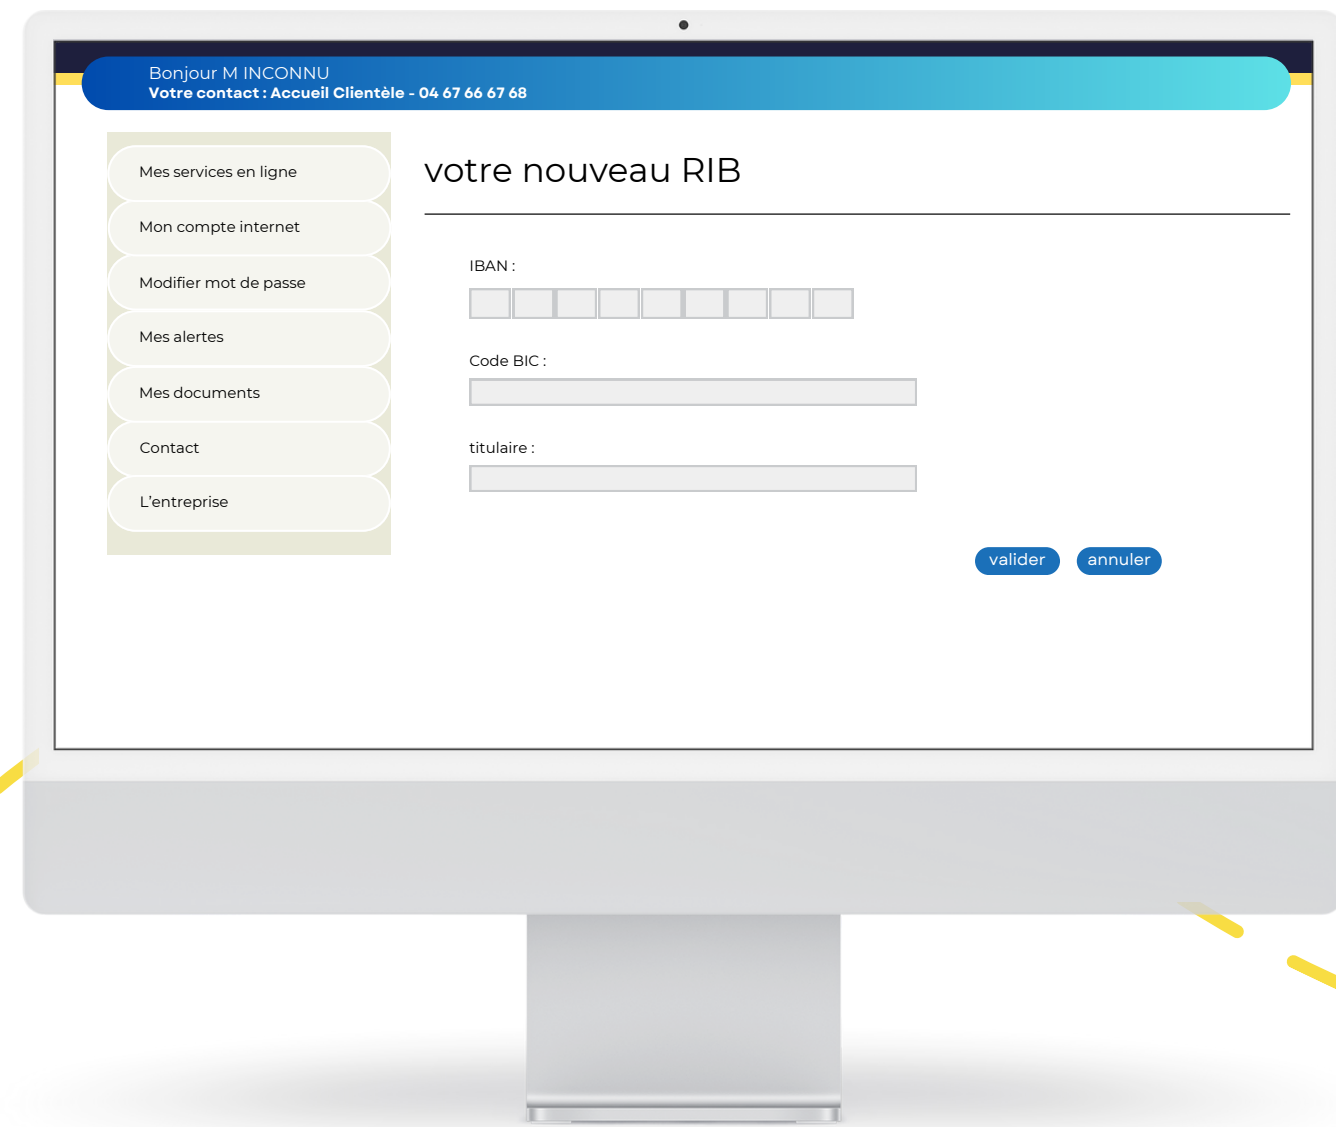 Bonjour M INCONNU
Votre contact : Accueil Clientèle - 04 67 66 67 68
Mes services en ligne
Mon compte internet
Modifier mot de passe
Mes alertes
Mes documents
Contact
L'entreprise
votre nouveau RIB
IBAN :
Code BIC :
titulaire :
valider
annuler